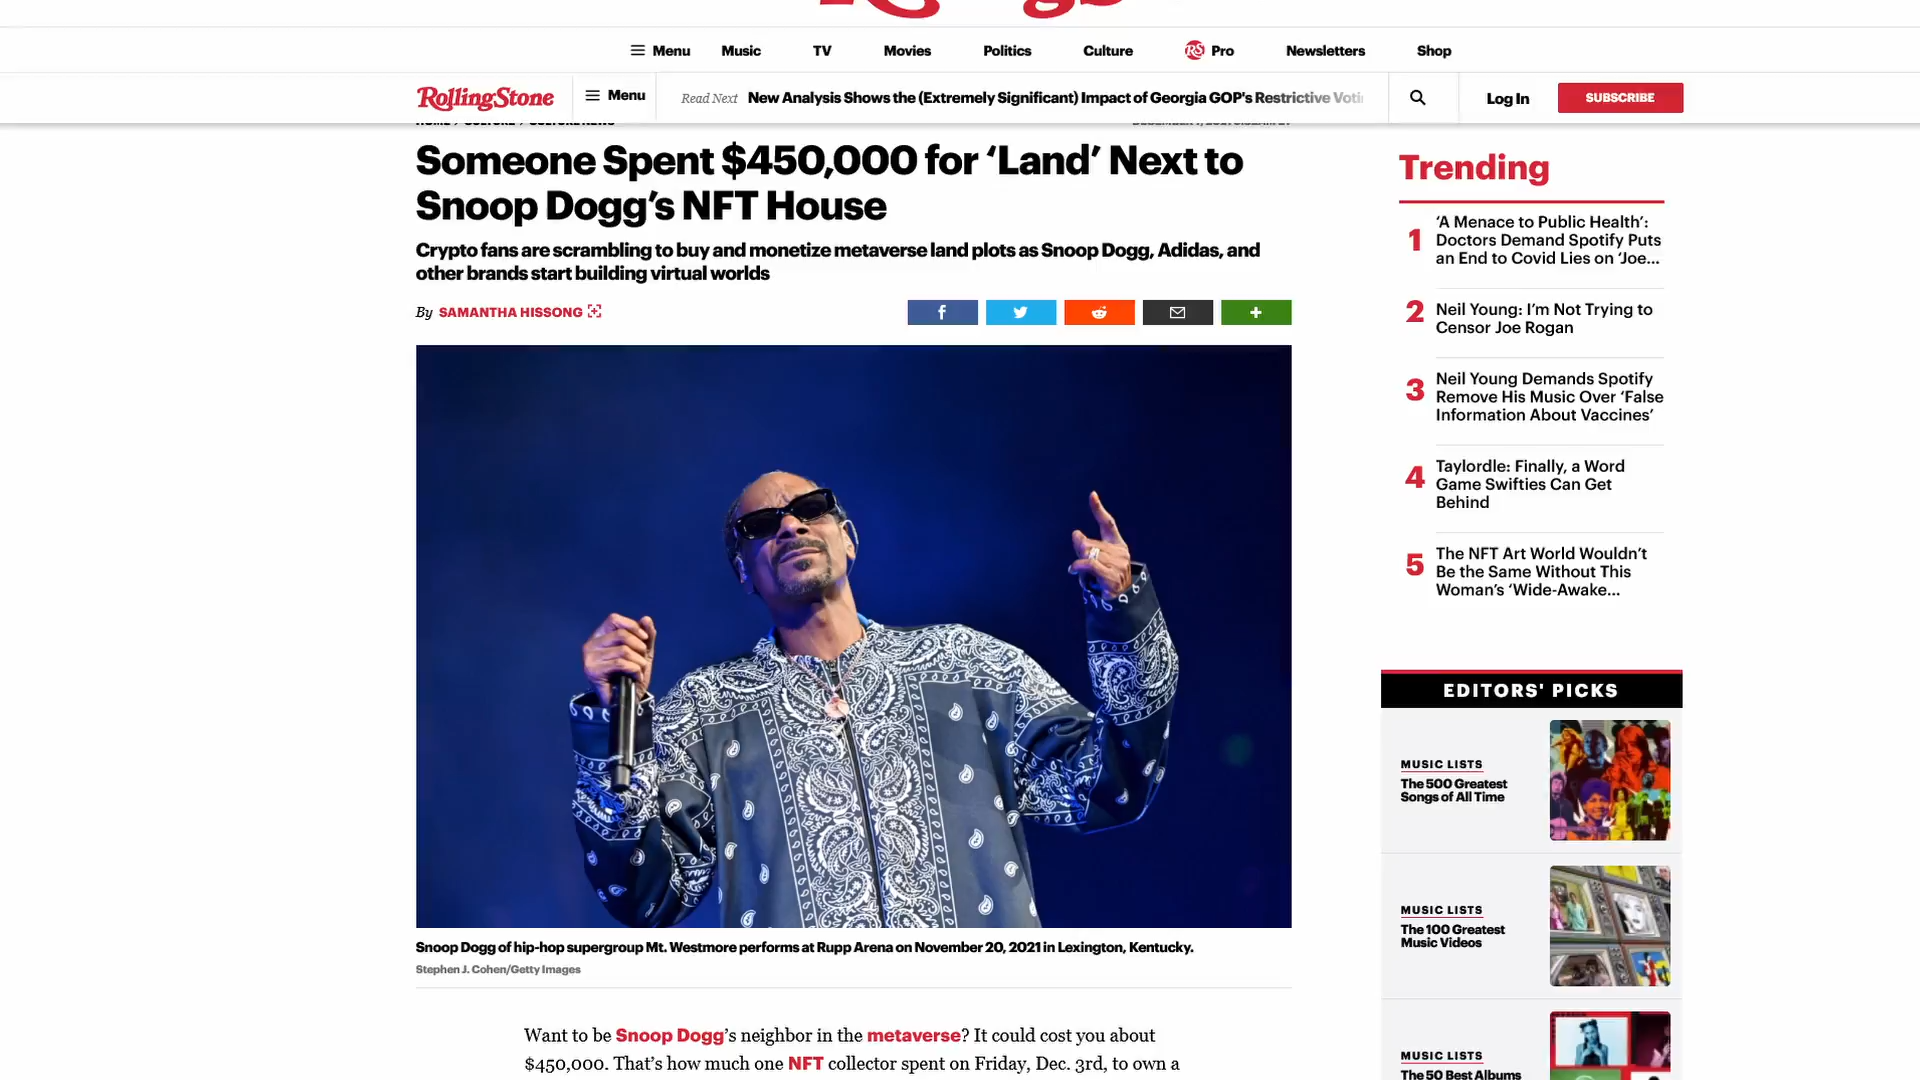 Menu Music TV Movies Politics Culture RS Pro Newsletters Shop
RollingStone Menu Read Next New Analysis Shows the (Extremely Significant) Impact of Georgia GOP's Restrictive Log In SUBSCRIBE
Someone Spent $450,000 for ‘Land’ Next to
Snoop Dogg’s NFT House
Crypto fans are scrambling to buy and monetize metaverse land plots as Snoop Dogg, Adidas, and
other brands start building virtual worlds
By SAMANTHA HISSONG
Snoop Dogg of hip-hop supergroup Mt. Westmore performs at Rupp Arena on November 20, 2021 in Lexington, Kentucky.
Stephen J. Cohen/Getty Images
Want to be Snoop Dogg’s neighbor in the metaverse? It could cost you about
$450,000. That’s how much one NFT collector spent on Friday, Dec. 3rd, to own a
Trending
1 ‘A Menace to Public Health’:
Doctors Demand Spotify Puts
an End to Covid Lies on ‘Joe...
2 Neil Young: I’m Not Trying to
Censor Joe Rogan
3 Neil Young Demands Spotify
Remove His Music Over ‘False
Information About Vaccines’
4 Taylordle: Finally, a Word
Game Swifties Can Get
Behind
5 The NFT Art World Wouldn’t
Be the Same Without This
Woman’s ‘Wide-Awake...
EDITORS' PICKS
MUSIC LISTS
The 500 Greatest
Songs of All Time
MUSIC LISTS
The 100 Greatest
Music Videos
MUSIC LISTS
The 50 Best Albums